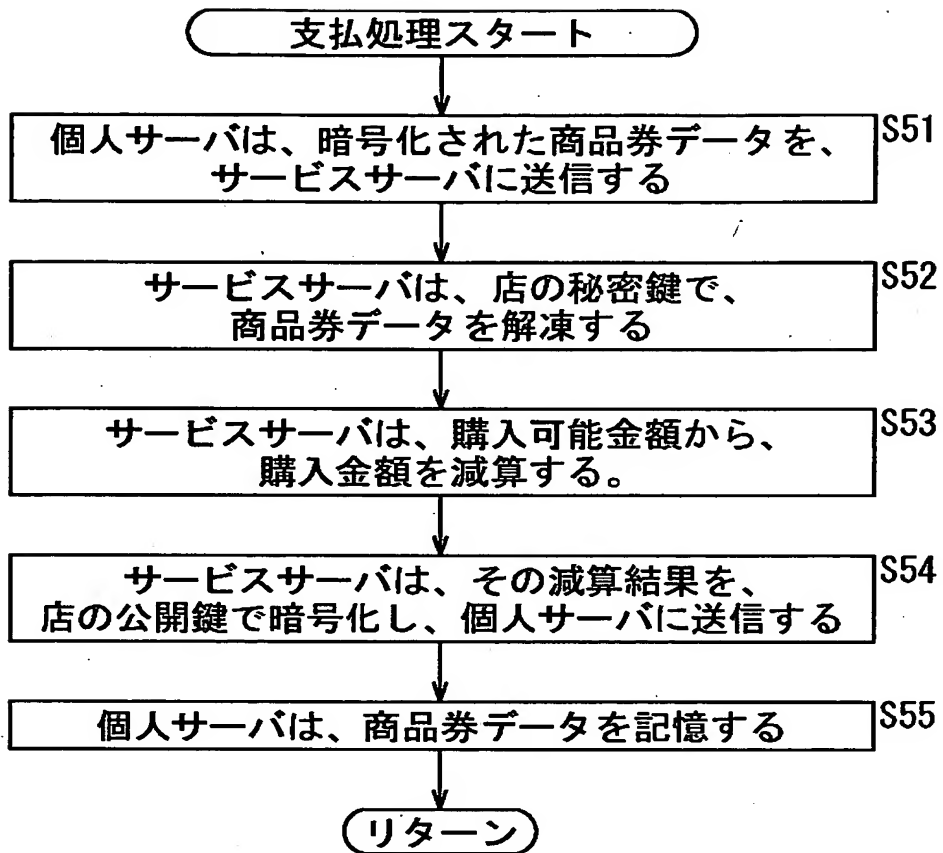 支払処理スタート
個人サーバは、暗号化された商品券データを、
サービスサーバに送信する
S51
サービスサーバは、店の秘密鍵で、
商品券データを解凍する
S52
サービスサーバは、購入可能金額から、
購入金額を減算する。
S53
サービスサーバは、その減算結果を、
店の公開鍵で暗号化し、個人サーバに送信する
S54
個人サーバは、商品券データを記憶する
S55
リターン